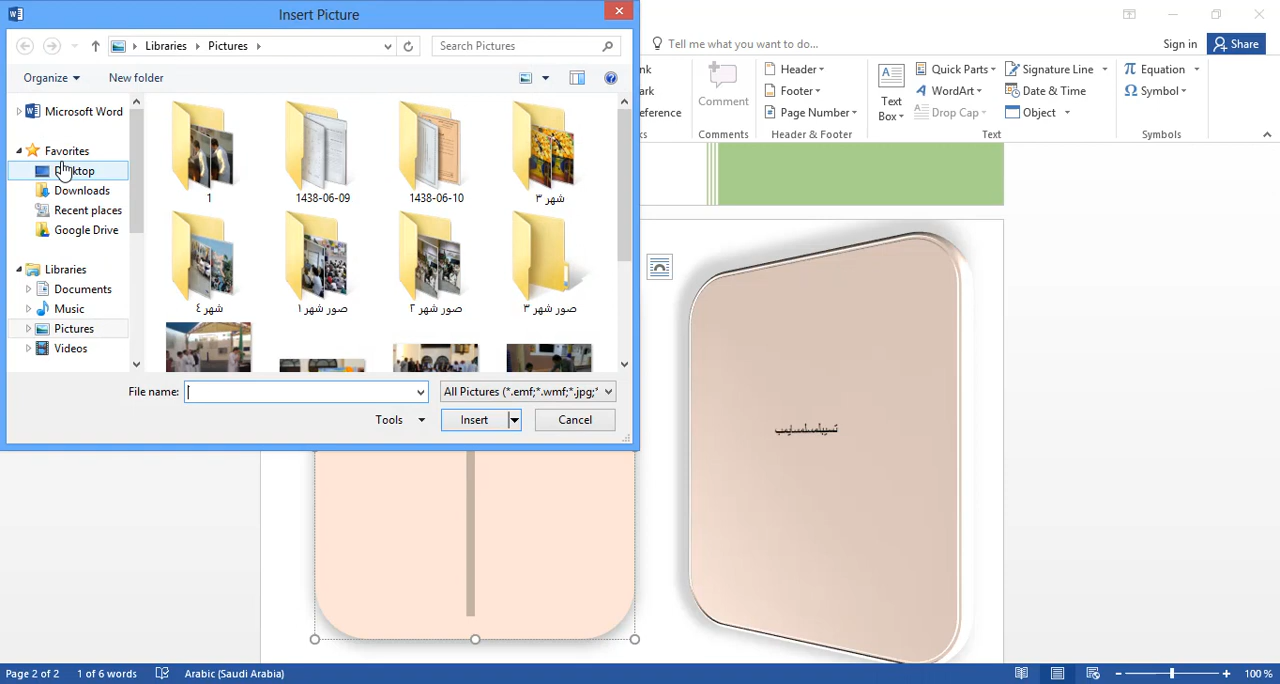 Insert Picture
Libraries
Pictures
Search Pictures
Organize
New folder
Microsoft Word
Favorites
Downloads
Recent places
Google Drive
Libraries
Documents
Music
Pictures
Videos
1
1438-06-09
1438-06-10
شهر ٣
شهر ٤
صور شهر ١
صور شهر ٢
صور شهر ٣
File name:
All Pictures (*.emf;*.wmf;*.jpg;*
Tools
Insert
Cancel
Tell me what you want to do...
Sign in
Share
Comment
Comments
Header
Footer
Page Number
Header & Footer
Text
Box
Quick Parts
WordArt
Drop Cap
Signature Line
Date & Time
Object
Text
Equation
Symbol
Symbols
Page 2 of 2
1 of 6 words
Arabic (Saudi Arabia)
100 %